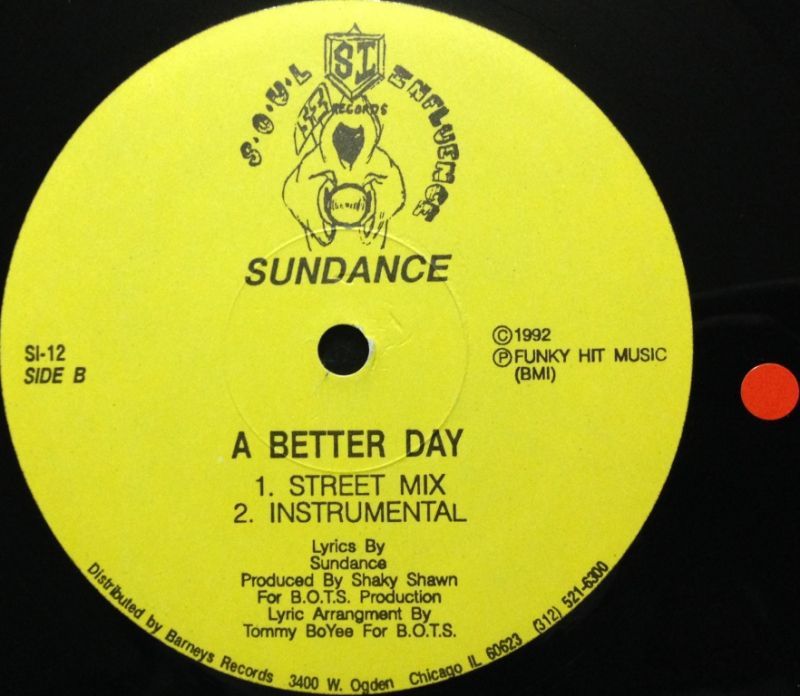 SI
S.O.U.L ENFLUENCE
RECORDS
SUNDANCE
SI-12
SIDE B
©1992
℗FUNKY HIT MUSIC
(BMI)
A BETTER DAY
1. STREET MIX
2. INSTRUMENTAL
Lyrics By
Sundance
Produced By Shaky Shawn
For B.O.T.S. Production
Lyric Arrangment By
Tommy BoYee For B.O.T.S.
Distributed by Barneys Records 3400 W. Ogden Chicago IL 60623 (312) 521-6300